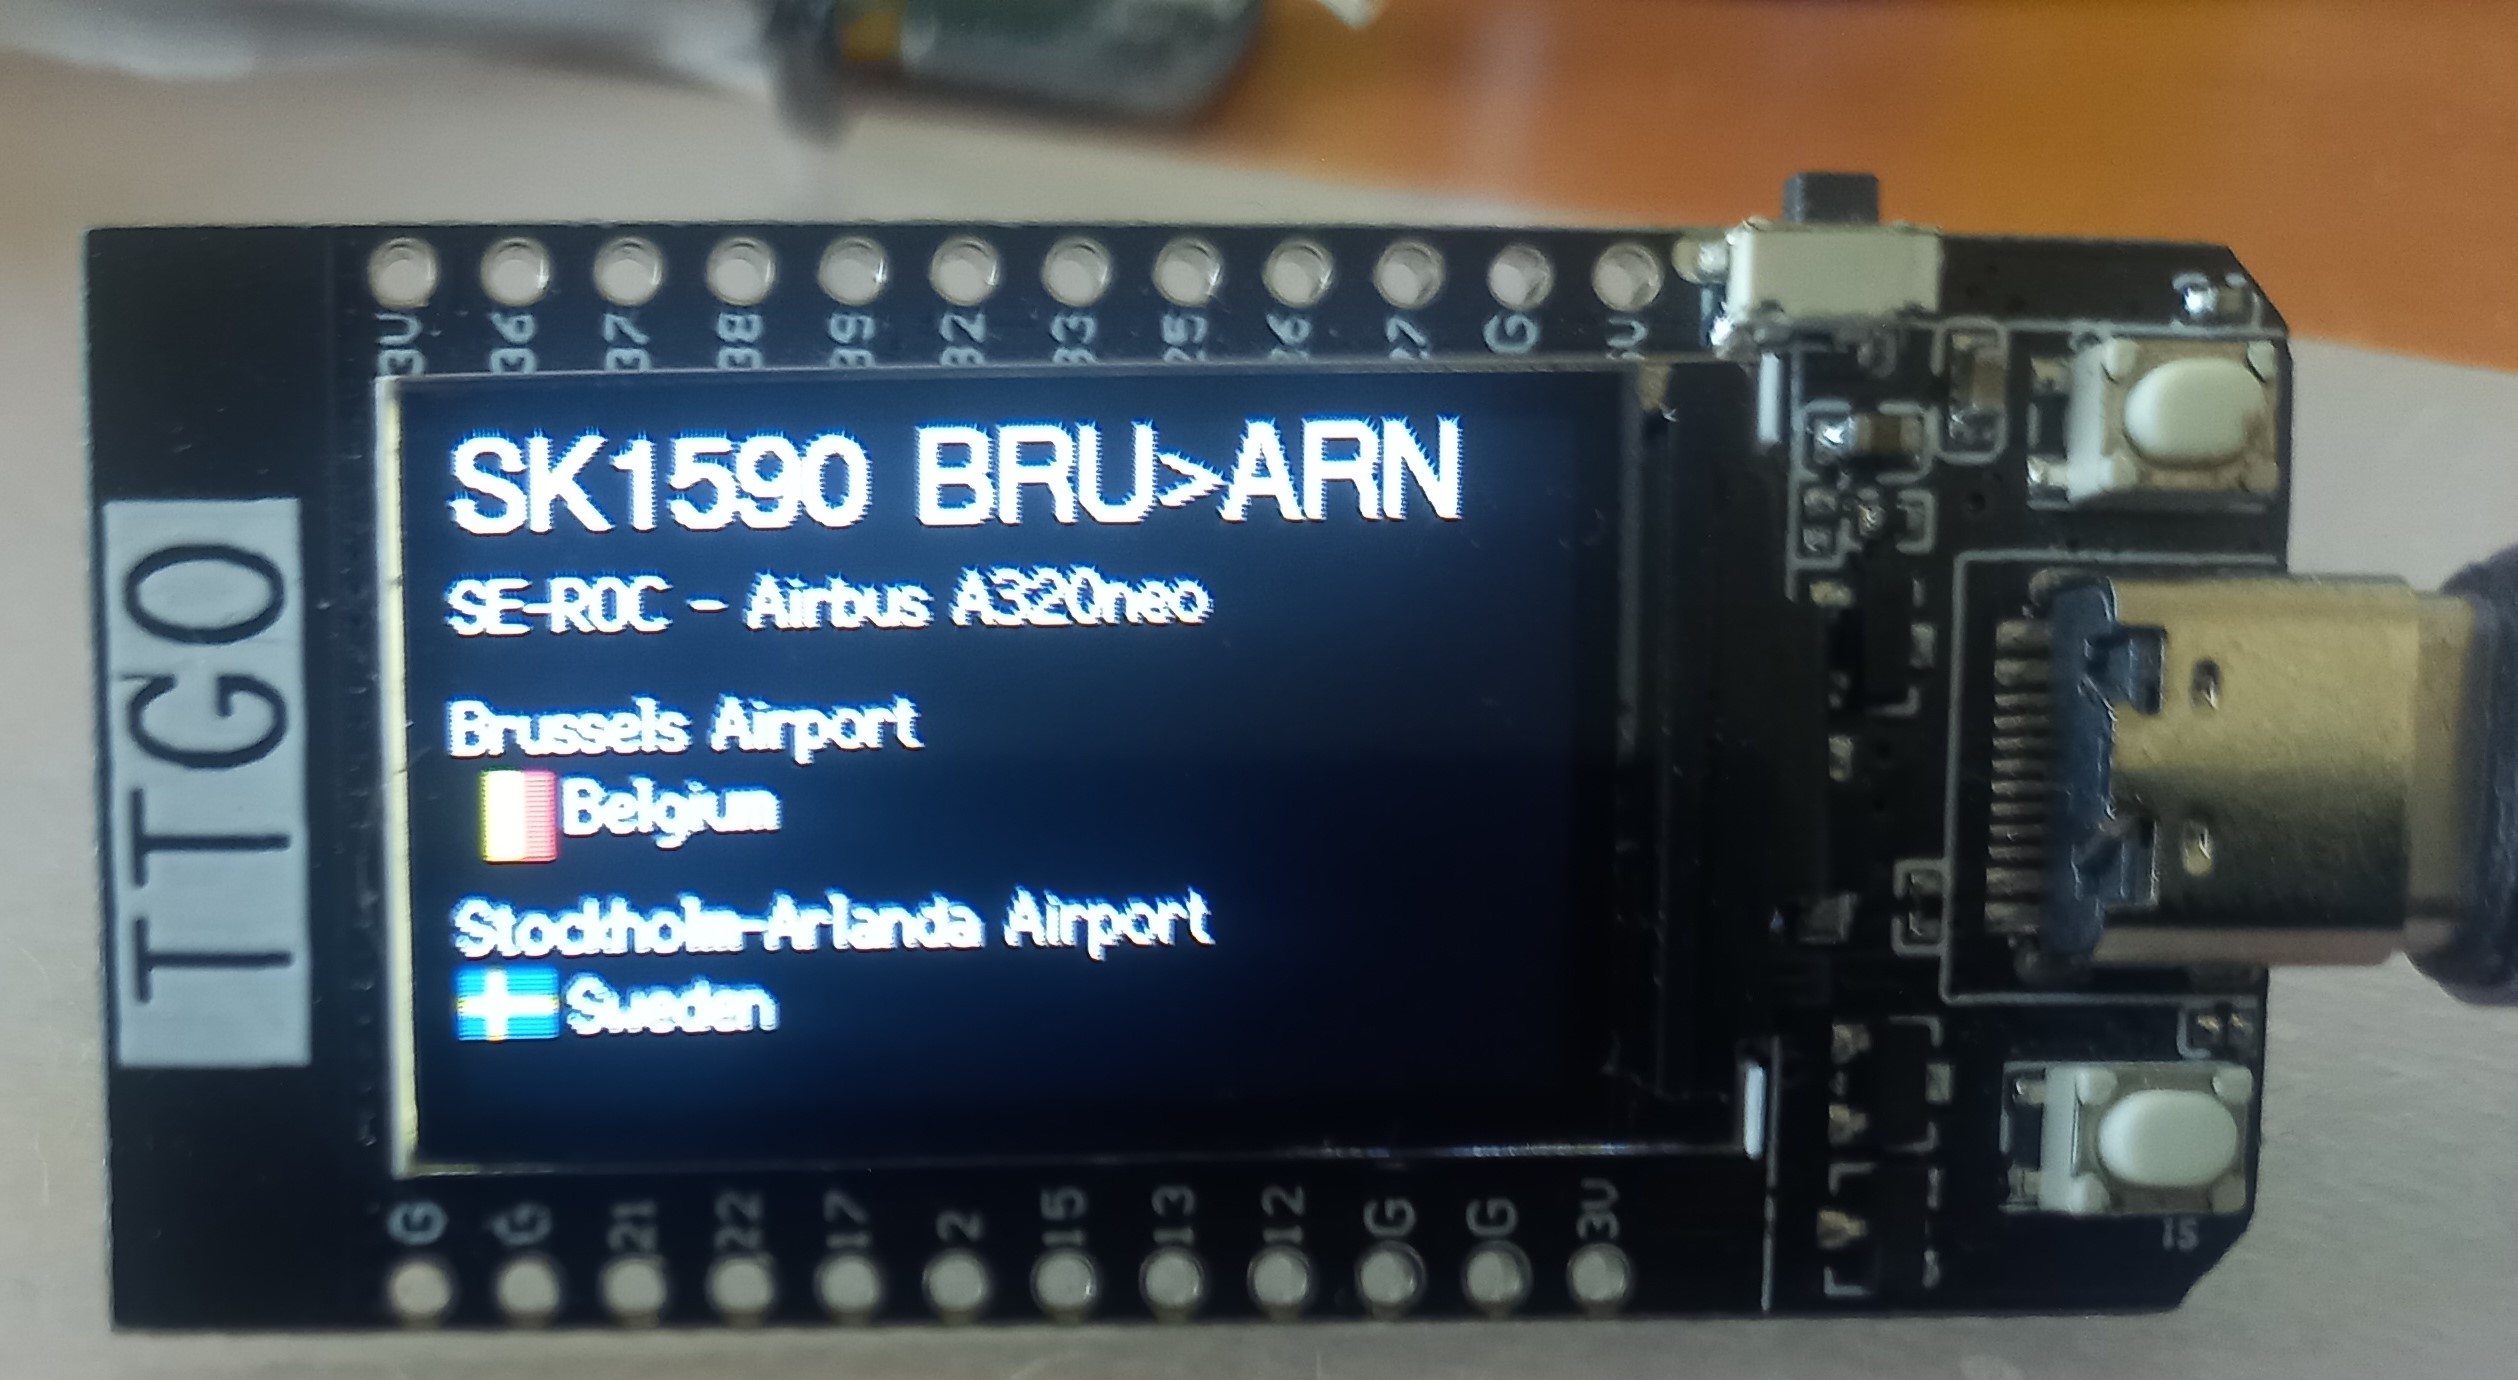 TTGO
3V 36 37 38 39 32 33 25 26 27 G 5V
SK1590 BRU>ARN
SE-ROC - Airbus A320neo
Brussels Airport
Belgium
Stockholm-Arlanda Airport
Sweden
G G 21 22 17 2 15 13 12 G G 3V